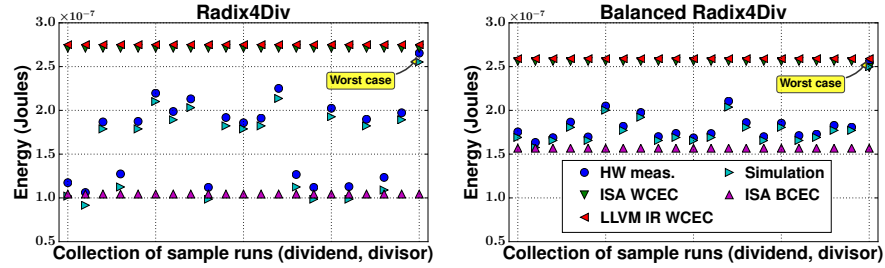 Radix4Div
×10⁻⁷
3.0
2.5
2.0
1.5
1.0
0.5
Energy (Joules)
Worst case
Collection of sample runs (dividend, divisor)
Balanced Radix4Div
×10⁻⁷
3.0
2.5
2.0
1.5
1.0
0.5
Energy (Joules)
Worst case
HW meas.
Simulation
ISA WCEC
ISA BCEC
LLVM IR WCEC
Collection of sample runs (dividend, divisor)